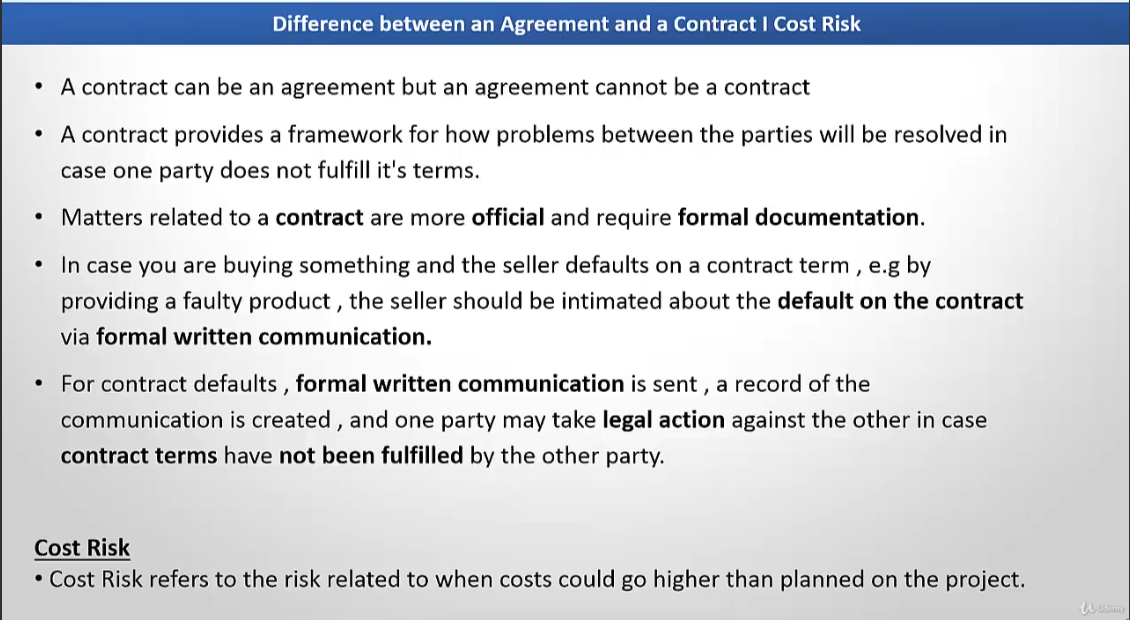 Difference between an Agreement and a Contract I Cost Risk
• A contract can be an agreement but an agreement cannot be a contract
• A contract provides a framework for how problems between the parties will be resolved in
case one party does not fulfill it's terms.
• Matters related to a contract are more official and require formal documentation.
• In case you are buying something and the seller defaults on a contract term , e.g by
providing a faulty product , the seller should be intimated about the default on the contract
via formal written communication.
• For contract defaults , formal written communication is sent , a record of the
communication is created , and one party may take legal action against the other in case
contract terms have not been fulfilled by the other party.
Cost Risk
• Cost Risk refers to the risk related to when costs could go higher than planned on the project.
Udemy